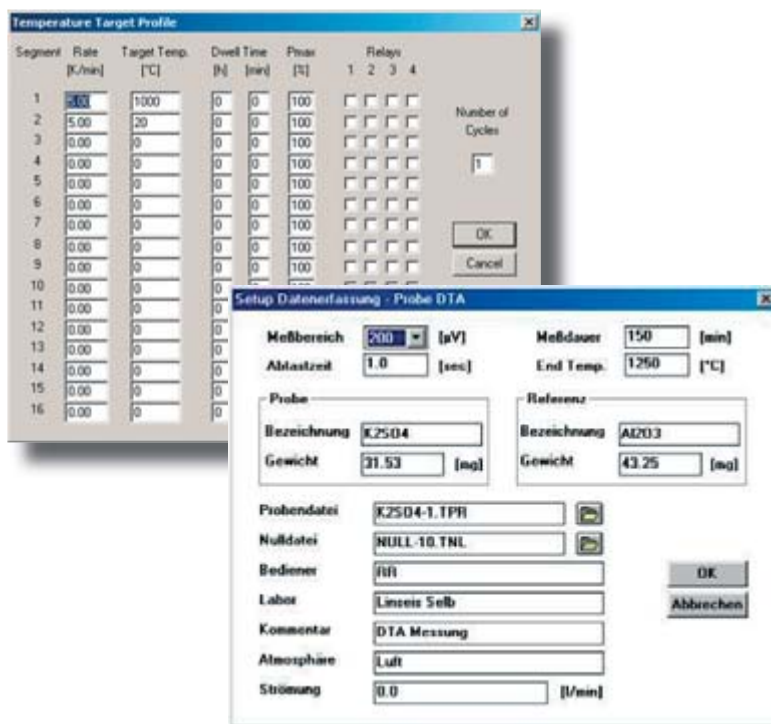 Temperature Target Profile
Segment Rate Target Temp. Dwell Time Pmax Relays
[K/min] [°C] [h] [min] [%] 1 2 3 4
1 5.00 1000 0 0 100
2 5.00 20 0 0 100
3 0.00 0 0 0 100
4 0.00 0 0 0 100
5 0.00 0 0 0 100
6 0.00 0 0 0 100
7 0.00 0 0 0 100
8 0.00 0 0 0 100
9 0.00 0 0 0 100
10 0.00 0
11 0.00 0 0
12 0.00 0 0
13 0.00 0 0
14 0.00 0 0
15 0.00 0 0
16 0.00 0 0
Number of
Cycles
1
OK
Cancel
Setup Datenerfassung - Probe DTA
Meßbereich 200 [µV] Meßdauer 150 [min]
Abtastzeit 1.0 [sec] End Temp. 1250 [°C]
Probe Referenz
Bezeichnung K2SO4 Bezeichnung Al2O3
Gewicht 31.53 [mg] Gewicht 43.25 [mg]
Probendatei K2SO4-1.TPR
Nulldatei NULL-10.TNL
Bediener RR OK
Labor Linseis Selb Abbrechen
Kommentar DTA Messung
Atmosphäre Luft
Strömung 0.0 [l/min]